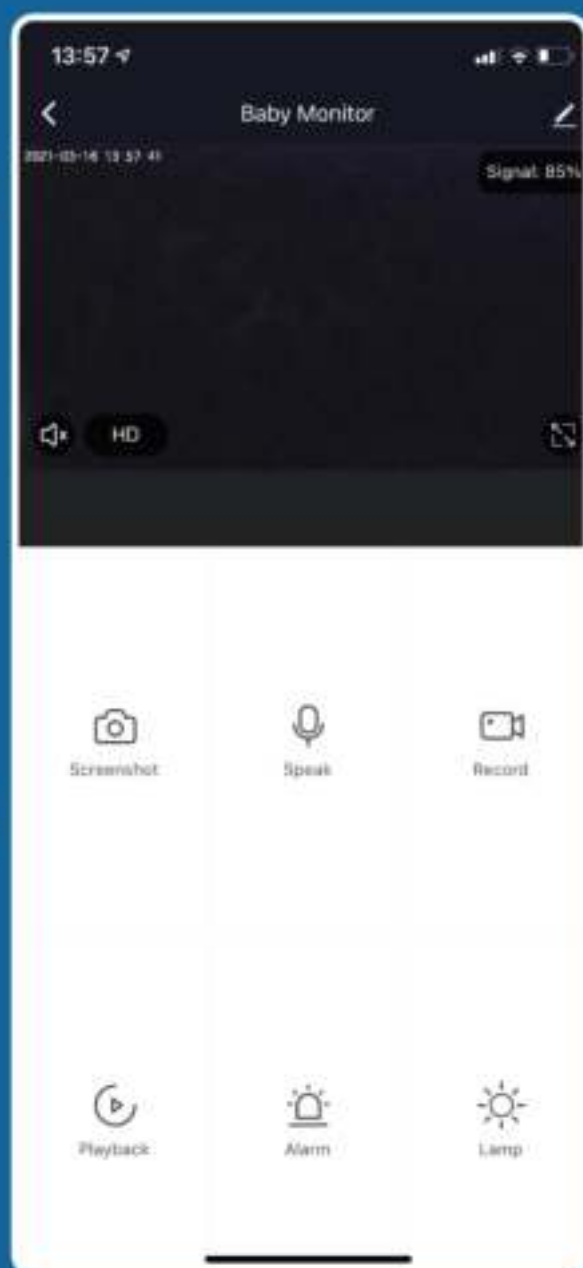 13:57
Baby Monitor
2021-03-16 13 57 41
Signal: 85%
HD
Screenshot
Speak
Record
Playback
Alarm
Lamp